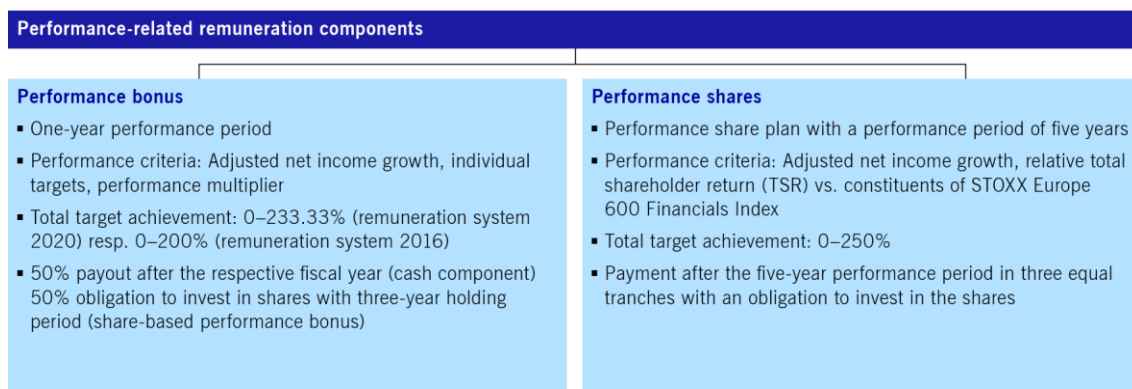 Performance-related remuneration components
Performance bonus
▪ One-year performance period
▪ Performance criteria: Adjusted net income growth, individual
targets, performance multiplier
▪ Total target achievement: 0–233.33% (remuneration system
2020) resp. 0–200% (remuneration system 2016)
▪ 50% payout after the respective fiscal year (cash component)
50% obligation to invest in shares with three-year holding
period (share-based performance bonus)
Performance shares
▪ Performance share plan with a performance period of five years
▪ Performance criteria: Adjusted net income growth, relative total
shareholder return (TSR) vs. constituents of STOXX Europe
600 Financials Index
▪ Total target achievement: 0–250%
▪ Payment after the five-year performance period in three equal
tranches with an obligation to invest in the shares